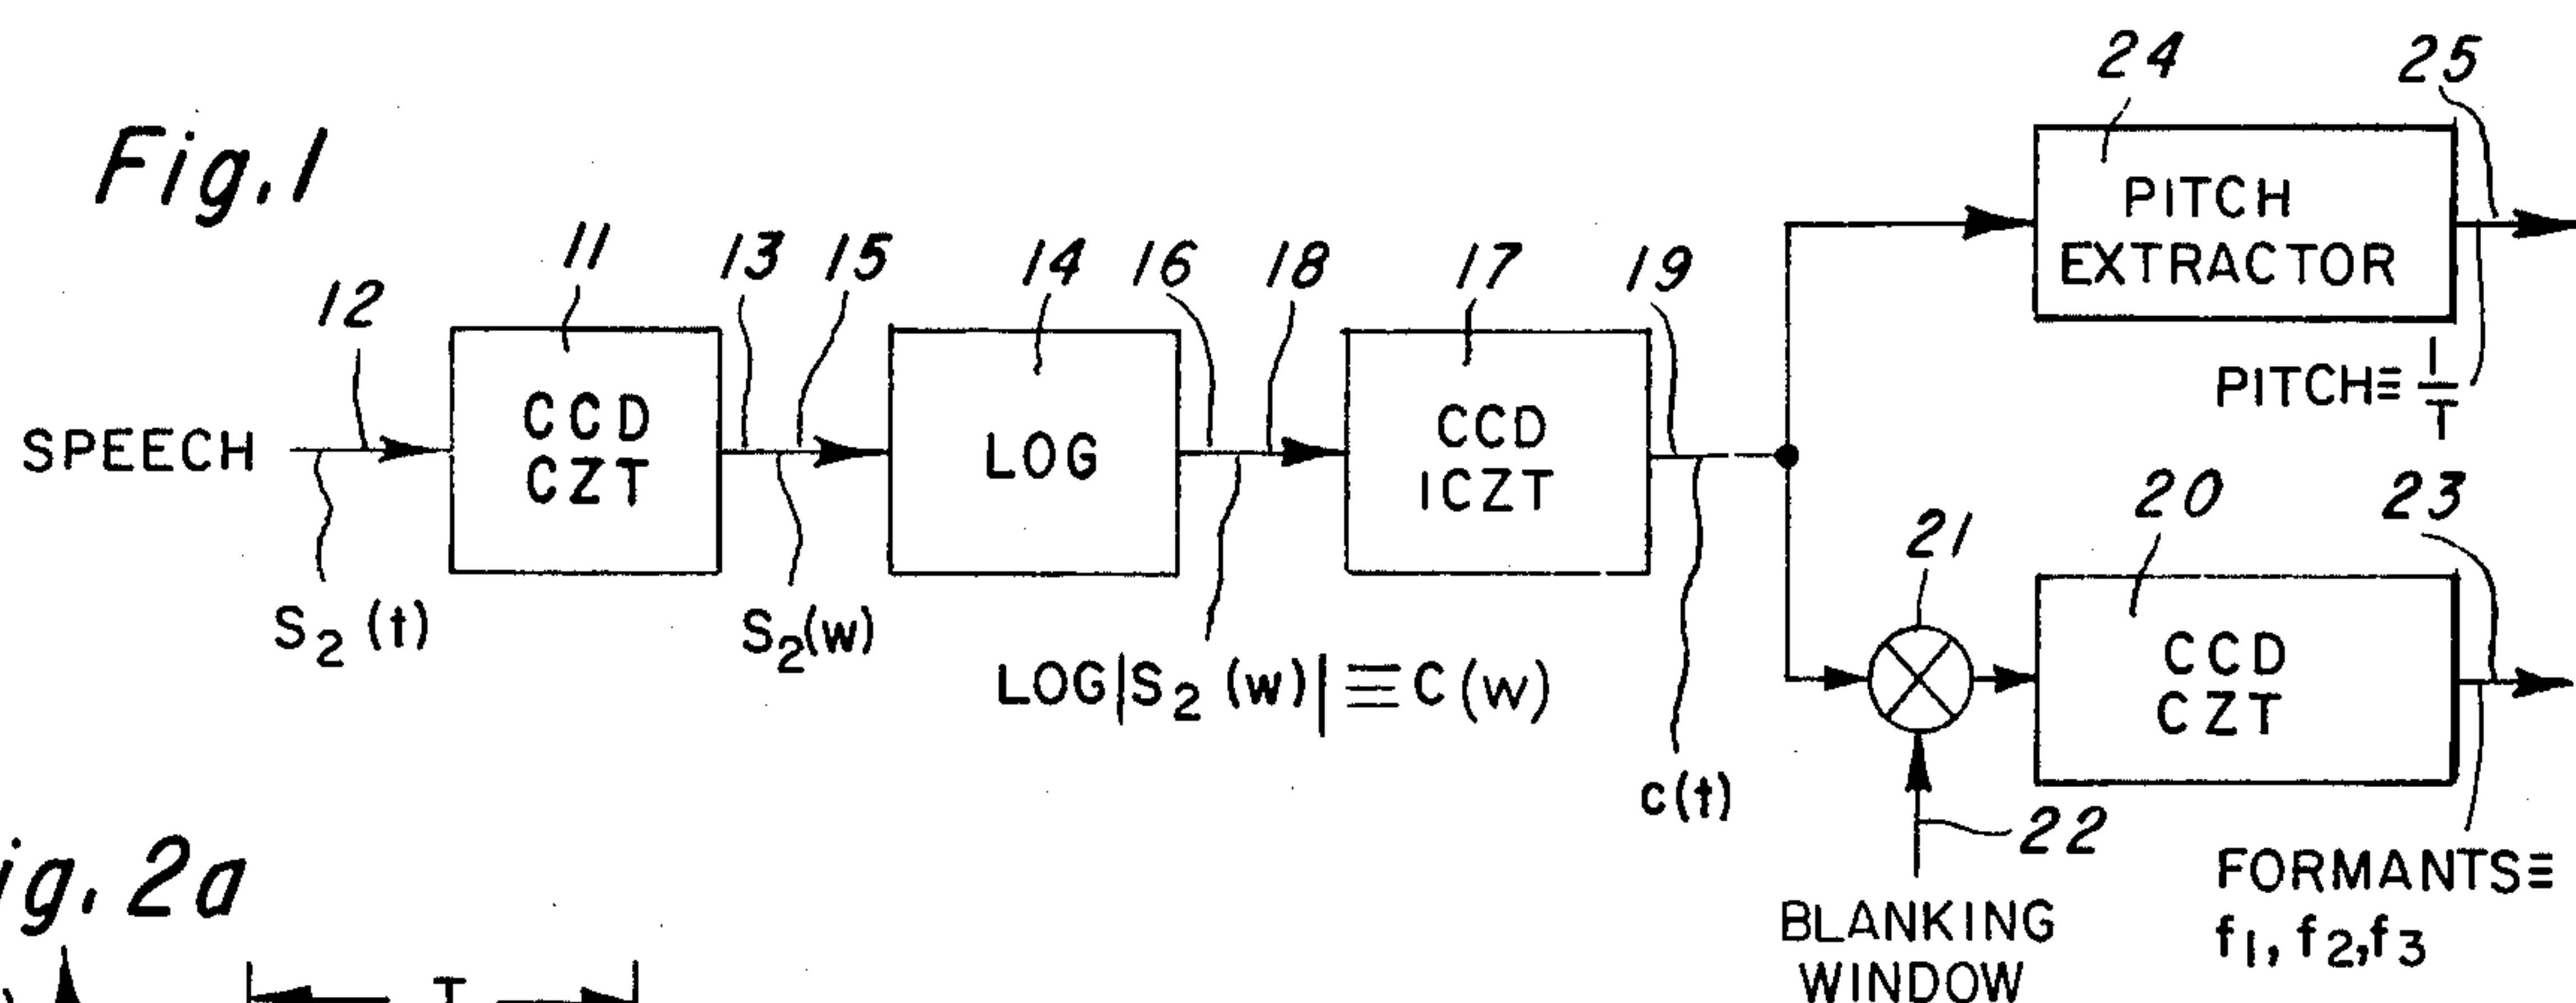 Fig.1
24
25
PITCH
EXTRACTOR
11
13
15
14
16
18
17
19
12
PITCH≡ 1/T
SPEECH
CCD
CZT
LOG
CCD
ICZT
20
23
21
S₂(t)
S₂(w)
LOG|S₂(w)|≡C(w)
CCD
CZT
c(t)
22
FORMANTS≡
f₁, f₂, f₃
BLANKING
WINDOW
ig. 2a
T